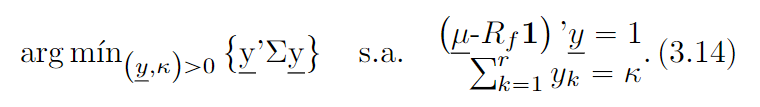 arg mín_{(y,κ)>0} {y'Σy}   s.a.   (μ-R_f 1)'y = 1
∑_{k=1}^{r} y_k = κ . (3.14)